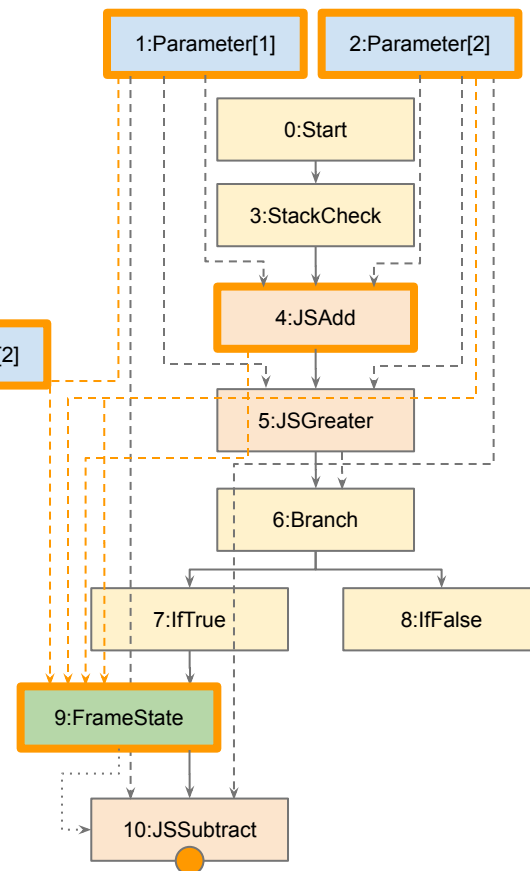 1:Parameter[1]
2:Parameter[2]
0:Start
3:StackCheck
4:JSAdd
[2]
5:JSGreater
6:Branch
7:IfTrue
8:IfFalse
9:FrameState
10:JSSubtract